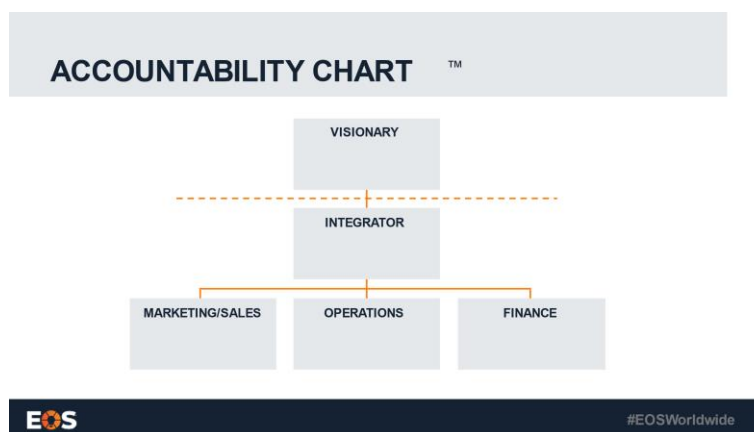 ACCOUNTABILITY CHART ™
VISIONARY
INTEGRATOR
MARKETING/SALES OPERATIONS FINANCE
EOS #EOSWorldwide